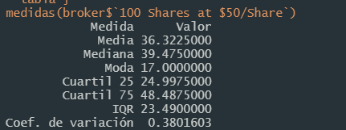 medidas(broker$`100 Shares at $50/Share`)
Medida Valor
Media 36.3225000
Mediana 39.4750000
Moda 17.0000000
Cuartil 25 24.9975000
Cuartil 75 48.4875000
IQR 23.4900000
Coef. de variación 0.3801603